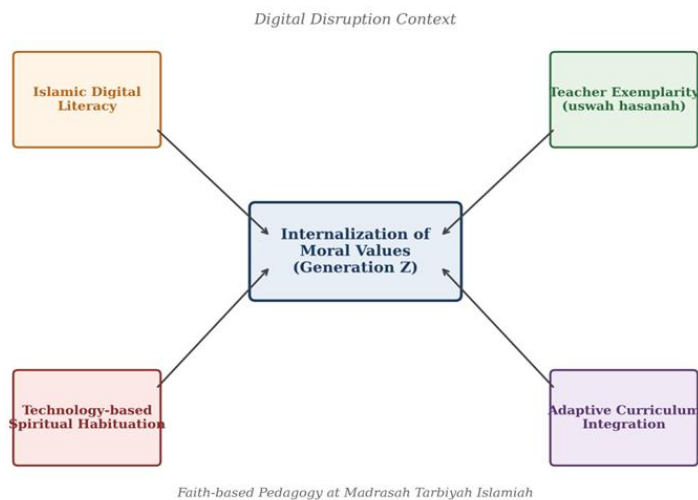 Digital Disruption Context
Islamic Digital
Literacy
Teacher Exemplarity
(uswah hasanah)
Internalization of
Moral Values
(Generation Z)
Technology-based
Spiritual Habituation
Adaptive Curriculum
Integration
Faith-based Pedagogy at Madrasah Tarbiyah Islamiah